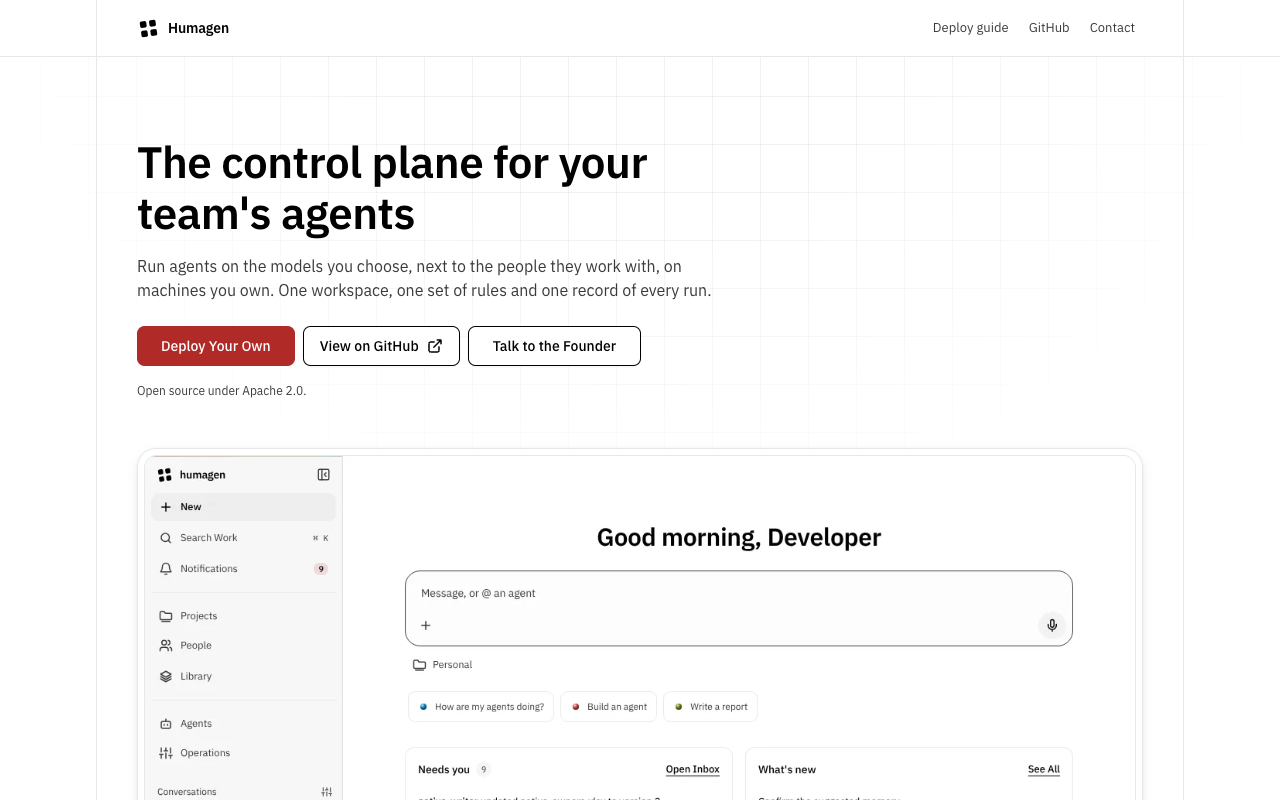 Humagen
Deploy guide
GitHub
Contact
The control plane for your
team's agents
Run agents on the models you choose, next to the people they work with, on
machines you own. One workspace, one set of rules and one record of every run.
Deploy Your Own
View on GitHub
Talk to the Founder
Open source under Apache 2.0.
humagen
New
Search Work
⌘ K
Notifications
9
Projects
People
Library
Agents
Operations
Conversations
Good morning, Developer
Message, or @ an agent
Personal
How are my agents doing?
Build an agent
Write a report
Needs you 9
Open Inbox
What's new
See All